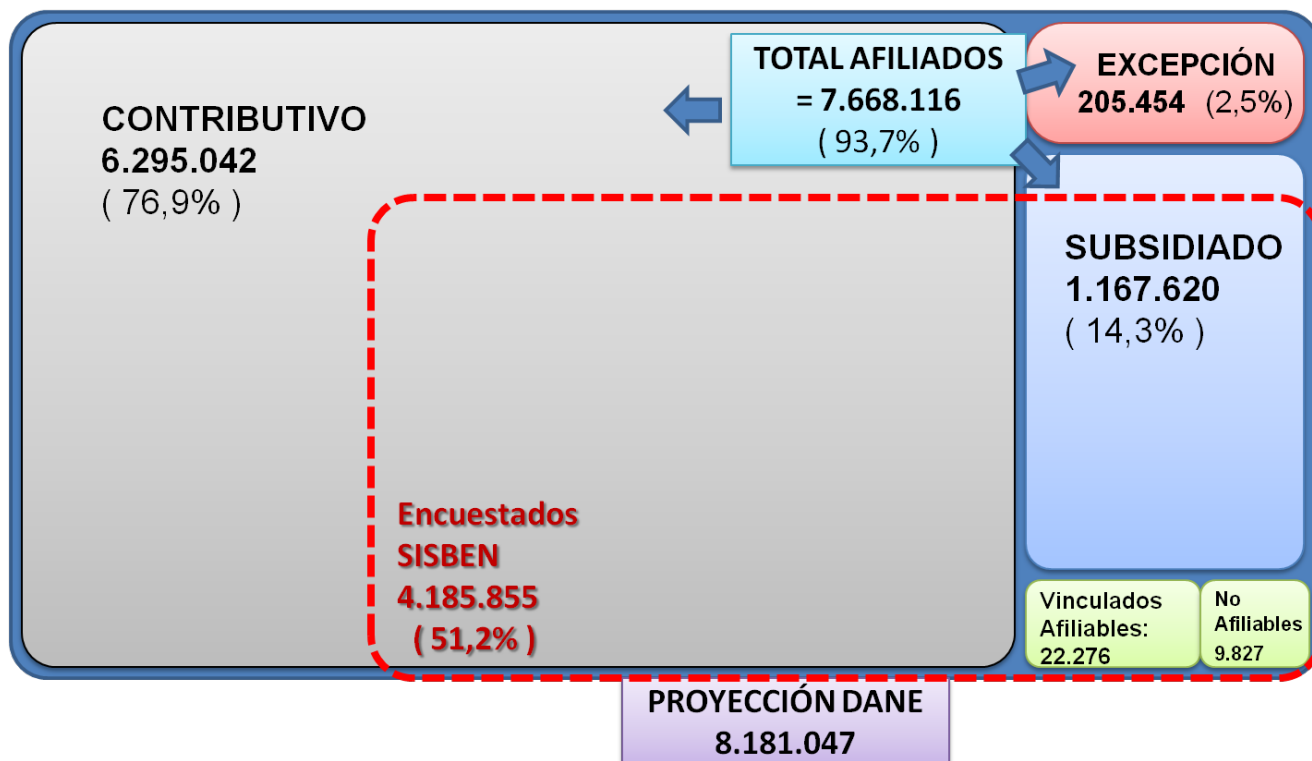 TOTAL AFILIADOS
= 7.668.116
( 93,7% )
EXCEPCIÓN
205.454 (2,5%)
CONTRIBUTIVO
6.295.042
( 76,9% )
SUBSIDIADO
1.167.620
( 14,3% )
Encuestados
SISBEN
4.185.855
( 51,2% )
Vinculados
Afiliables:
22.276
No
Afiliables
9.827
PROYECCIÓN DANE
8.181.047